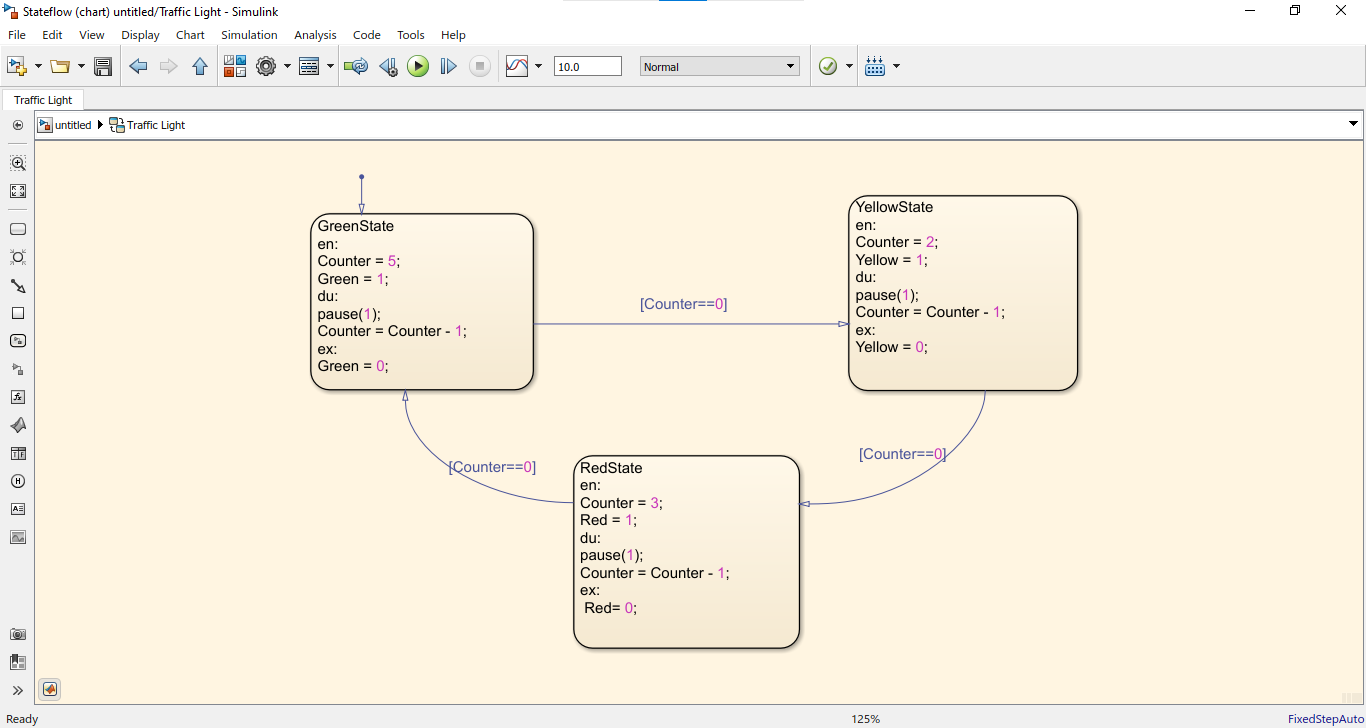 Stateflow (chart) untitled/Traffic Light - Simulink
File Edit View Display Chart Simulation Analysis Code Tools Help
10.0 Normal
Traffic Light
untitled Traffic Light
GreenState
en:
Counter = 5;
Green = 1;
du:
pause(1);
Counter = Counter - 1;
ex:
Green = 0;
[Counter==0]
YellowState
en:
Counter = 2;
Yellow = 1;
du:
pause(1);
Counter = Counter - 1;
ex:
Yellow = 0;
[Counter==0]
[Counter==0]
RedState
en:
Counter = 3;
Red = 1;
du:
pause(1);
Counter = Counter - 1;
ex:
Red= 0;
Ready 125% FixedStepAuto